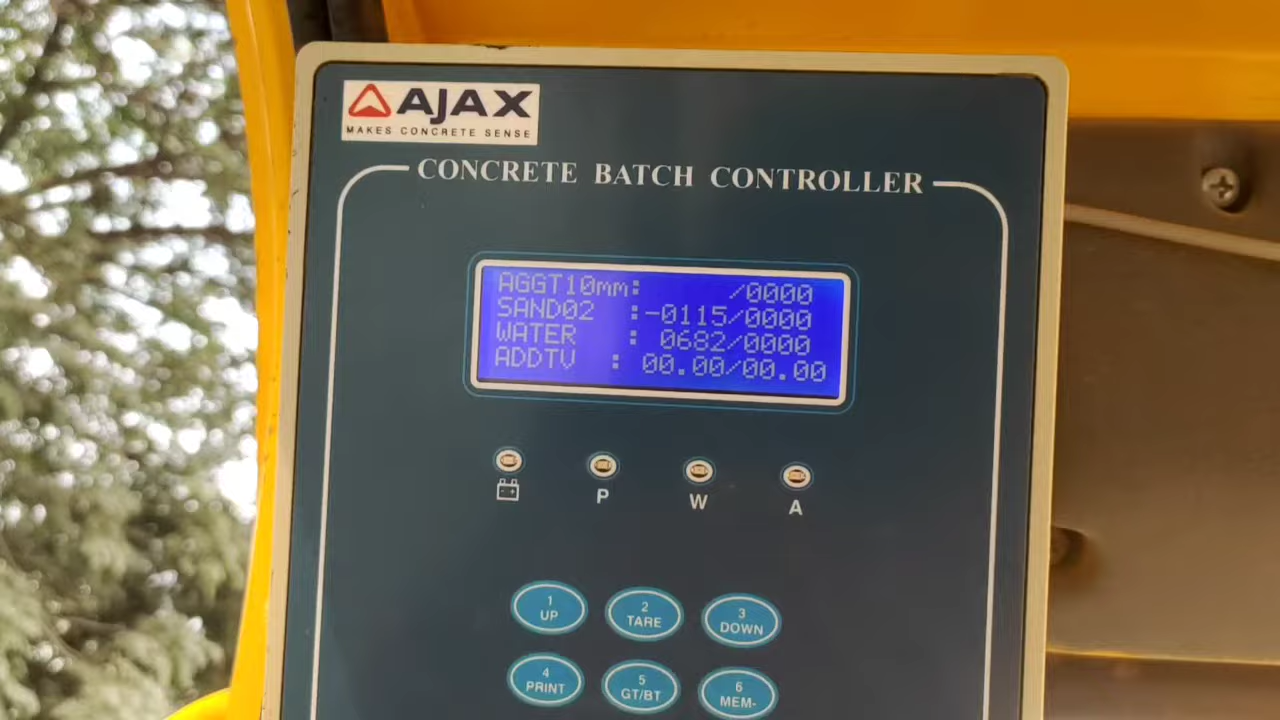 AJAX
MAKES CONCRETE SENSE
CONCRETE BATCH CONTROLLER
AGGT10mm: /0000
SAND02 :-0115/0000
WATER : 0682/0000
ADDTV : 00.00/00.00
P
W
A
1
UP
2
TARE
3
DOWN
4
PRINT
5
GT/BT
6
MEM-